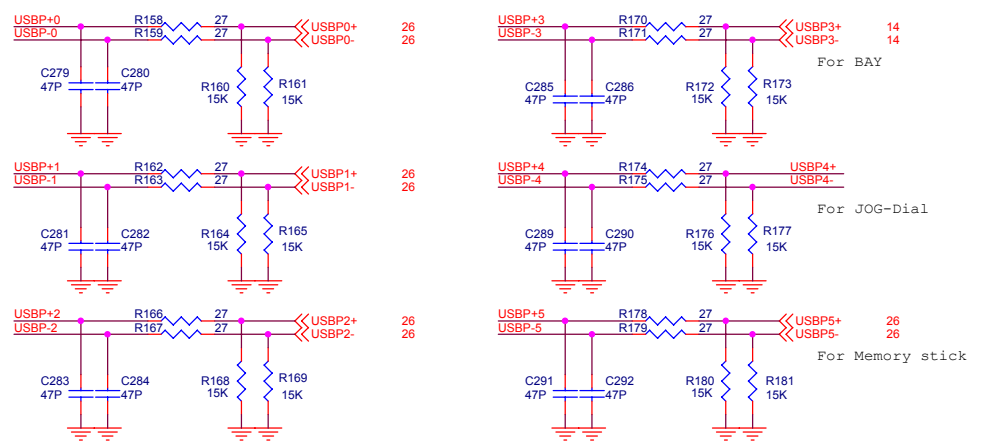 USBP+0 R158 27 USBP0+ 26
USBP-0 R159 27 USBP0- 26
C279 47P C280 47P R160 15K R161 15K
USBP+1 R162 27 USBP1+ 26
USBP-1 R163 27 USBP1- 26
C281 47P C282 47P R164 15K R165 15K
USBP+2 R166 27 USBP2+ 26
USBP-2 R167 27 USBP2- 26
C283 47P C284 47P R168 15K R169 15K
USBP+3 R170 27 USBP3+ 14
USBP-3 R171 27 USBP3- 14
For BAY
C285 47P C286 47P R172 15K R173 15K
USBP+4 R174 27 USBP4+
USBP-4 R175 27 USBP4-
For JOG-Dial
C289 47P C290 47P R176 15K R177 15K
USBP+5 R178 27 USBP5+ 26
USBP-5 R179 27 USBP5- 26
For Memory stick
C291 47P C292 47P R180 15K R181 15K